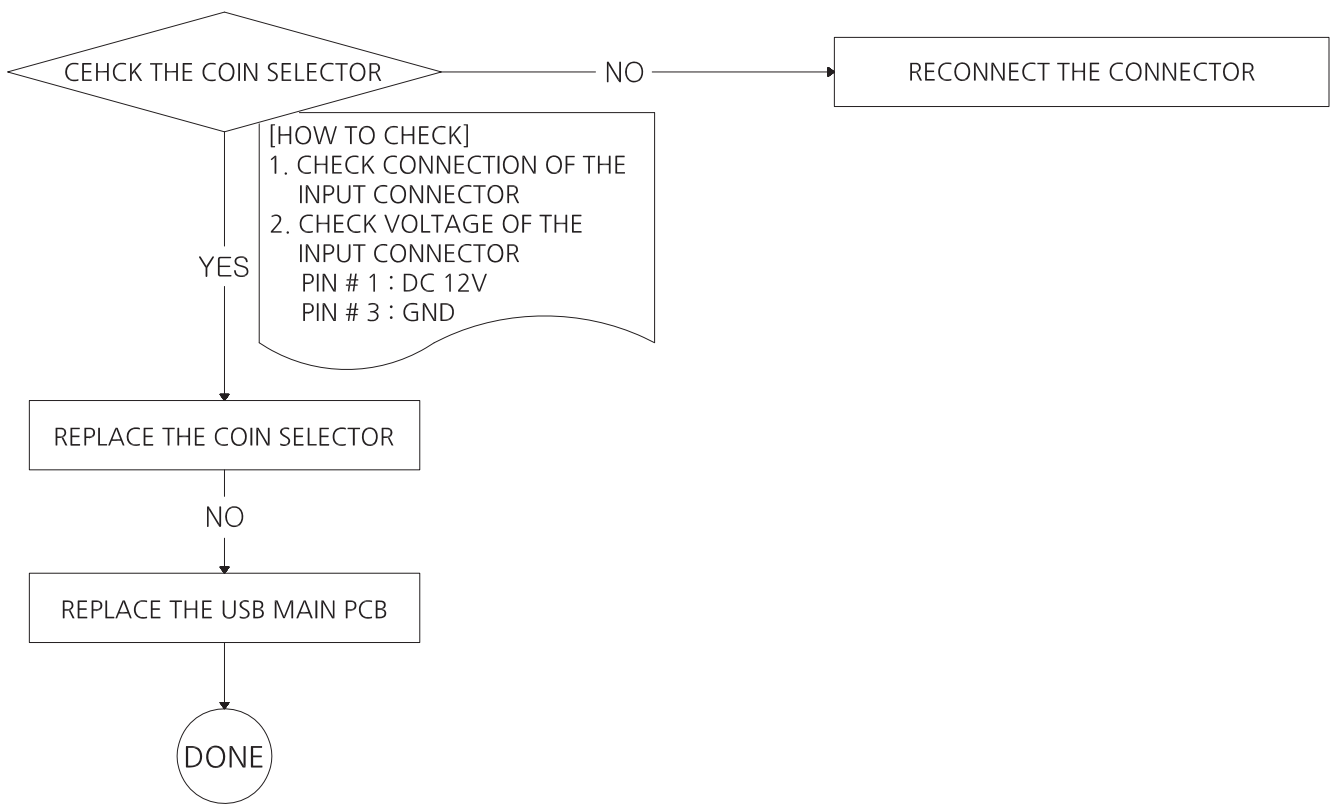 CEHCK THE COIN SELECTOR
NO
RECONNECT THE CONNECTOR
[HOW TO CHECK]
1. CHECK CONNECTION OF THE
INPUT CONNECTOR
2. CHECK VOLTAGE OF THE
INPUT CONNECTOR
PIN # 1 : DC 12V
PIN # 3 : GND
YES
REPLACE THE COIN SELECTOR
NO
REPLACE THE USB MAIN PCB
DONE